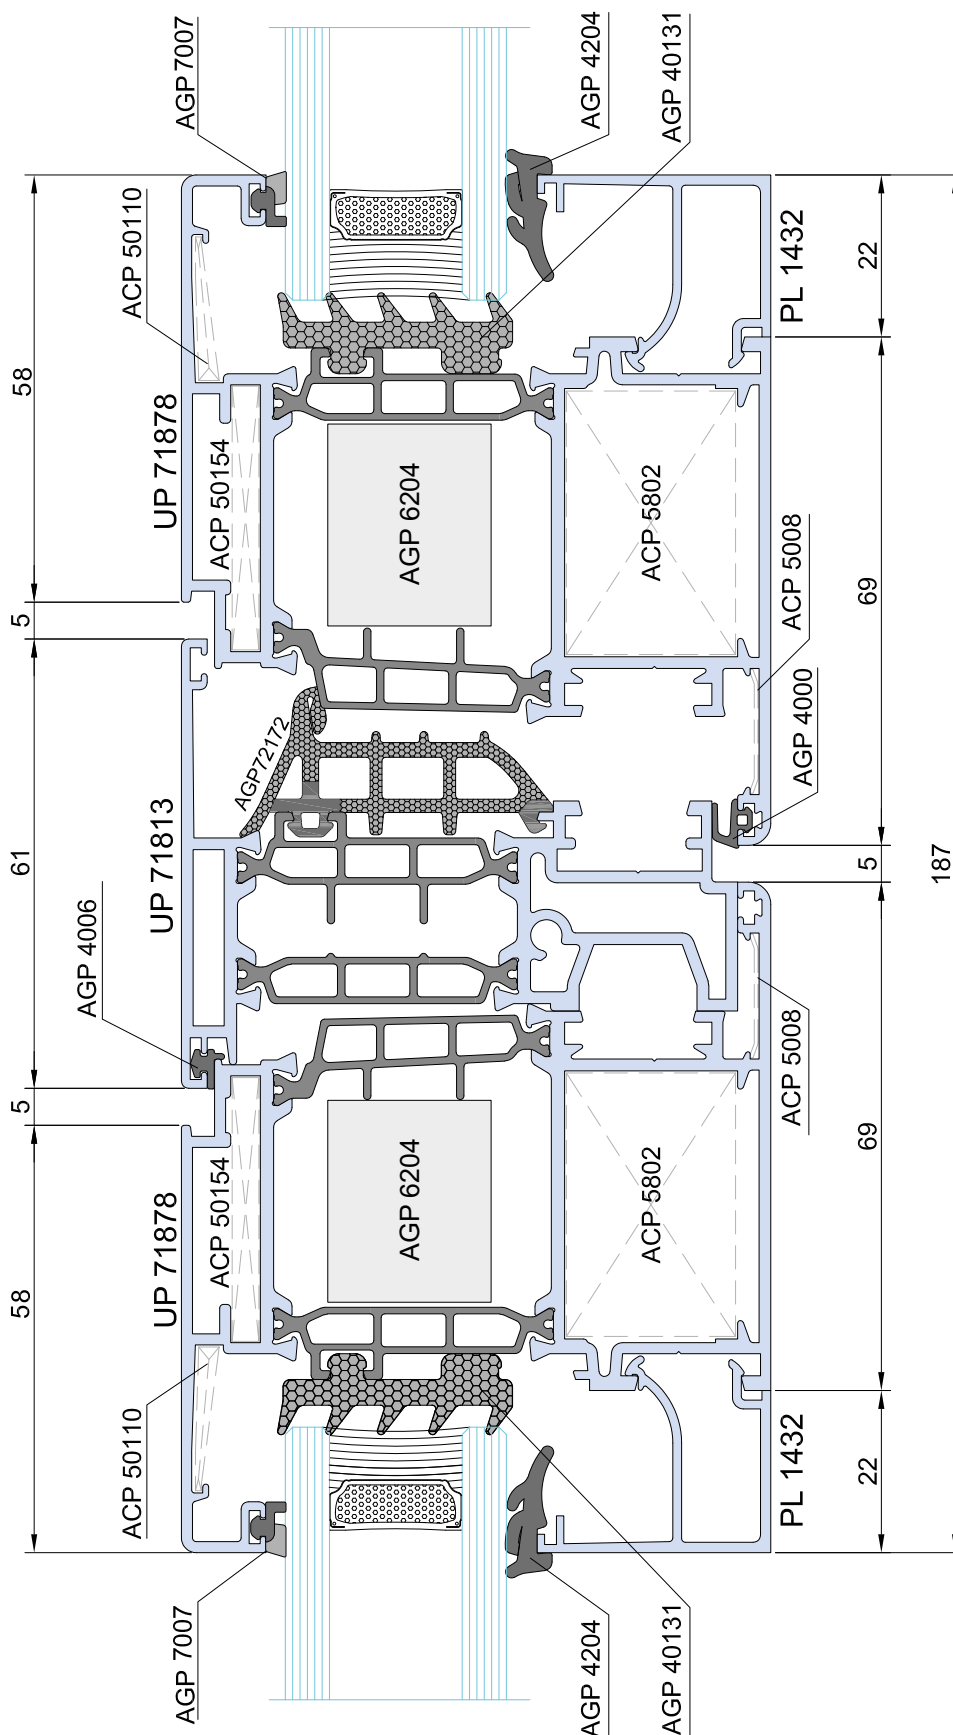 AGP 7007
AGP 4204
AGP 40131
ACP 50110
58
UP 71878
ACP 50154
AGP 6204
ACP 5802
PL 1432
22
69
ACP 5008
AGP 4000
5
AGP72172
61
UP 71813
5
187
AGP 4006
5
ACP 5008
UP 71878
ACP 50154
AGP 6204
ACP 5802
69
58
ACP 50110
PL 1432
22
AGP 7007
AGP 4204
AGP 40131